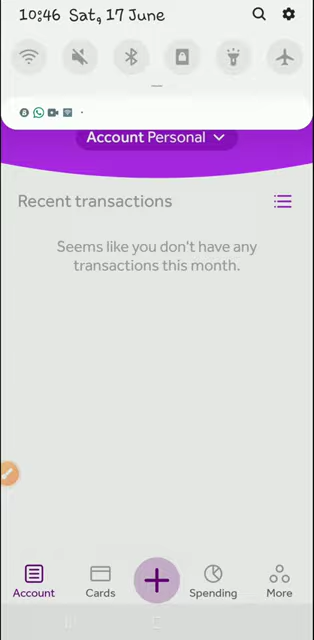 10:46 Sat, 17 June
Account Personal
Recent transactions
Seems like you don't have any
transactions this month.
Account
Cards
Spending
More